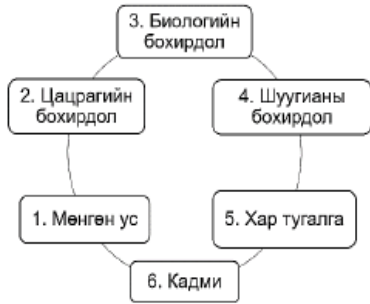 3. Биологийн
бохирдол
2. Цацрагийн
бохирдол
4. Шуугианы
бохирдол
1. Мөнгөн ус
5. Хар тугалга
6. Кадми